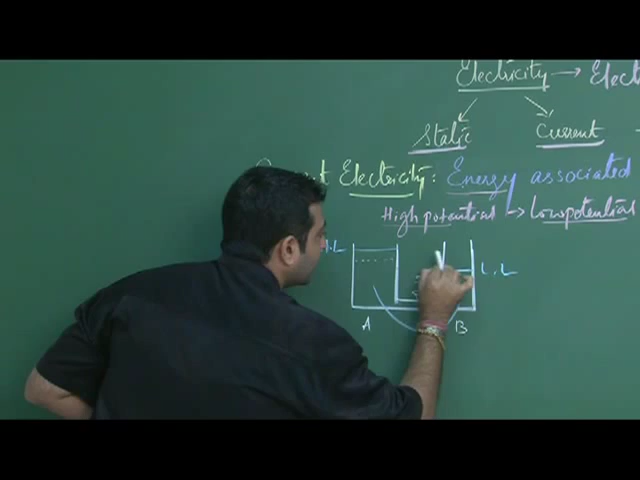 Electricity → Elect
Static Current
Electricity: Energy associated
High potential → Low potential
H.L
L.L
A B